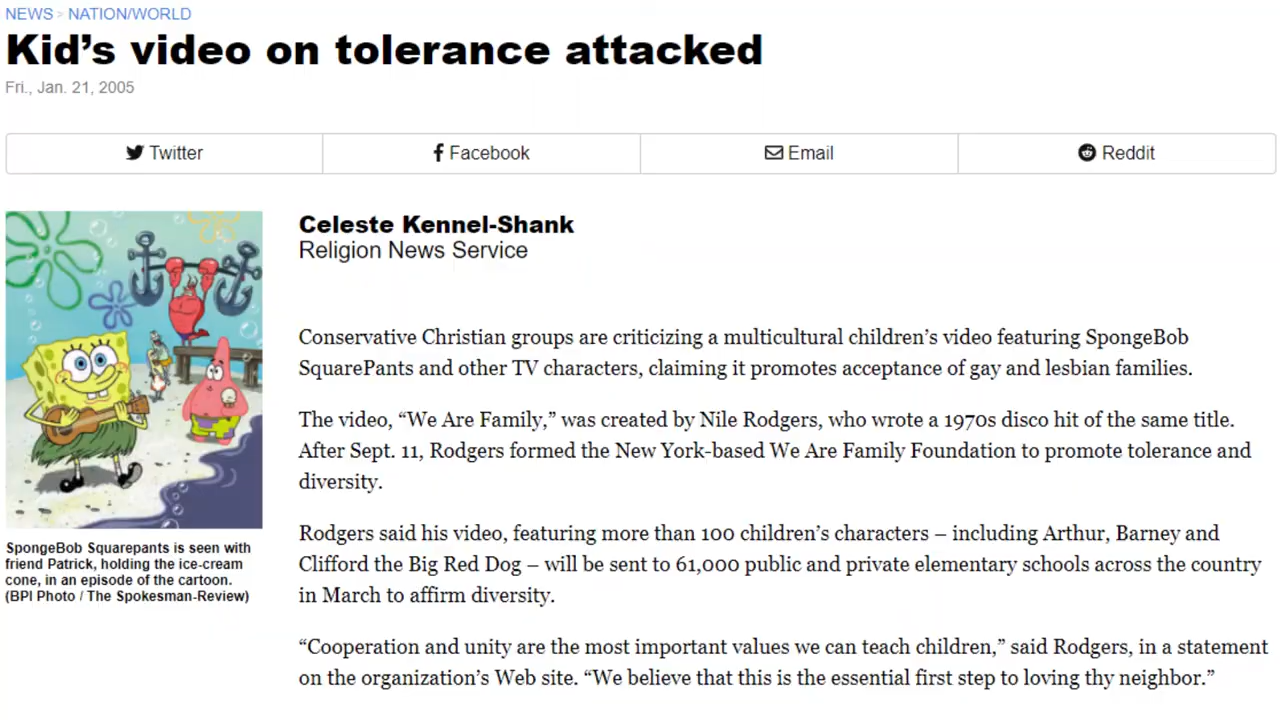 NEWS > NATION/WORLD
Kid’s video on tolerance attacked
Fri., Jan. 21, 2005
Twitter
Facebook
Email
Reddit
Celeste Kennel-Shank
Religion News Service
Conservative Christian groups are criticizing a multicultural children’s video featuring SpongeBob
SquarePants and other TV characters, claiming it promotes acceptance of gay and lesbian families.
The video, “We Are Family,” was created by Nile Rodgers, who wrote a 1970s disco hit of the same title.
After Sept. 11, Rodgers formed the New York-based We Are Family Foundation to promote tolerance and
diversity.
Rodgers said his video, featuring more than 100 children’s characters – including Arthur, Barney and
Clifford the Big Red Dog – will be sent to 61,000 public and private elementary schools across the country
in March to affirm diversity.
“Cooperation and unity are the most important values we can teach children,” said Rodgers, in a statement
on the organization’s Web site. “We believe that this is the essential first step to loving thy neighbor.”
SpongeBob Squarepants is seen with
friend Patrick, holding the ice-cream
cone, in an episode of the cartoon.
(BPI Photo / The Spokesman-Review)